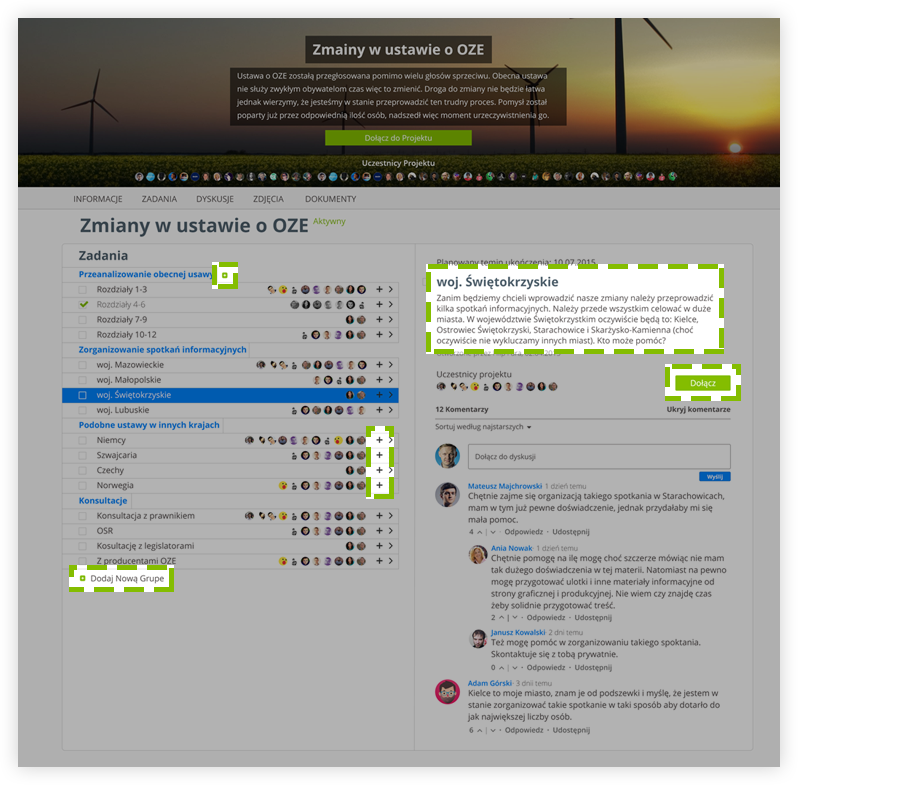 Zmainy w ustawie o OZE
Ustawa o OZE zostałą przegłosowana pomimo wielu głosów sprzeciwu. Obecna ustawa
nie służy zwykłym obywatelom czas więc to zmienić. Droga do zmiany nie będzie łatwa
jednak wierzymy, że jesteśmy w stanie przeprowadzić ten trudny proces. Pomysł został
poparty już przez odpowiednią ilość osób, nadszedł więc moment urzeczywistnienia go.
Dołącz do Projektu
Uczestnicy Projektu
INFORMACJE ZADANIA DYSKUSJE ZDJĘCIA DOKUMENTY
Zmiany w ustawie o OZE Aktywny
Zadania
Przeanalizowanie obecnej usawy
Rozdziały 1-3
Rozdziały 4-6
Rozdziały 7-9
Rozdziały 10-12
Zorganizowanie spotkań informacyjnych
woj. Mazowieckie
woj. Małopolskie
woj. Świętokrzyskie
woj. Lubuskie
Podobne ustawy w innych krajach
Niemcy
Szwajcaria
Czechy
Norwegia
Konsultacje
Konsultacja z prawnikiem
OSR
Kosultację z legislatorami
Z producentami OZE
Dodaj Nową Grupe
Planowany temin ukończenia: 10.07.2015
woj. Świętokrzyskie
Zanim będziemy chcieli wprowadzić nasze zmiany należy przeprowadzić
kilka spotkań informacyjnych. Należy przede wszystkim celować w duże
miasta. W województwie Świętokrzystkim oczywiście będą to: Kielce,
Ostrowiec Świętokrzyski, Starachowice i Skarżysko-Kamienna (choć
oczywiście nie wykluczamy innych miast). Kto może pomóc?
Uczestnicy projektu
Dołącz
12 Komentarzy Ukryj komentarze
Sortuj według najstarszych
Dołącz do dyskusji
Wyślij
Mateusz Majchrowski · 1 dzień temu
Chętnie zajme się organizacją takiego spotkania w Starachowicach,
mam w tym już pewne doświadczenie, jednak przydałaby mi się
mała pomoc.
4 | · Odpowiedz · Udostępnij
Ania Nowak · 1 dzień temu
Chętnie pomogę na ilę mogę choć szczerze mówiąc nie mam
tak dużego doświadczenia w tej materii. Natomiast na pewno
mogę przygotować ulotki i inne materiały informacyjne od
strony graficznej i produkcyjnej. Nie wiem czy znajdę czas
żeby solidnie przygotować treść.
2 | · Odpowiedz · Udostępnij
Janusz Kowalski · 2 dni temu
Też mogę pomóc w zorganizowaniu takiego spoktania.
Skontaktuje się z tobą prywatnie.
0 | · Odpowiedz · Udostępnij
Adam Górski · 3 dni temu
Kielce to moje miasto, znam je od podszewki i myślę, że jestem w
stanie zorganizować takie spotkanie w taki sposób aby dotarło do
jak największej liczby osób.
6 | · Odpowiedz · Udostępnij